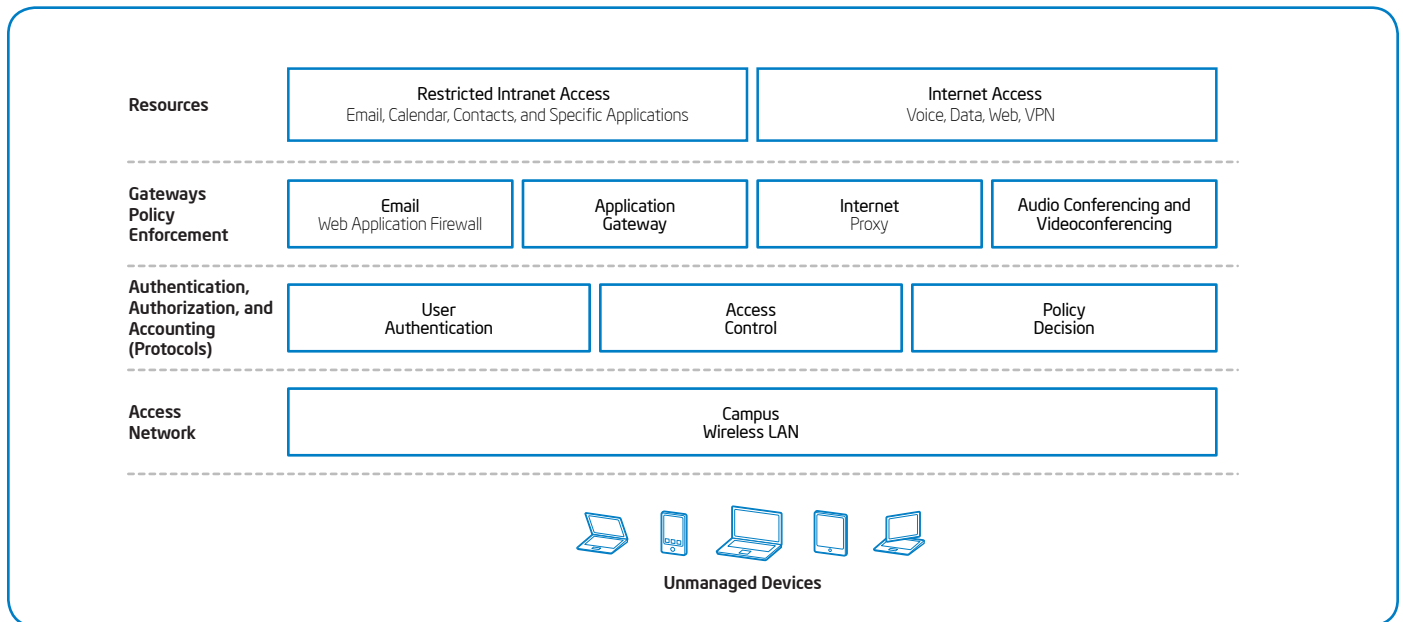 Resources
Restricted Intranet Access
Email, Calendar, Contacts, and Specific Applications
Internet Access
Voice, Data, Web, VPN
Gateways
Policy
Enforcement
Email
Web Application Firewall
Application
Gateway
Internet
Proxy
Audio Conferencing and
Videoconferencing
Authentication,
Authorization, and
Accounting
(Protocols)
User
Authentication
Access
Control
Policy
Decision
Access
Network
Campus
Wireless LAN
Unmanaged Devices